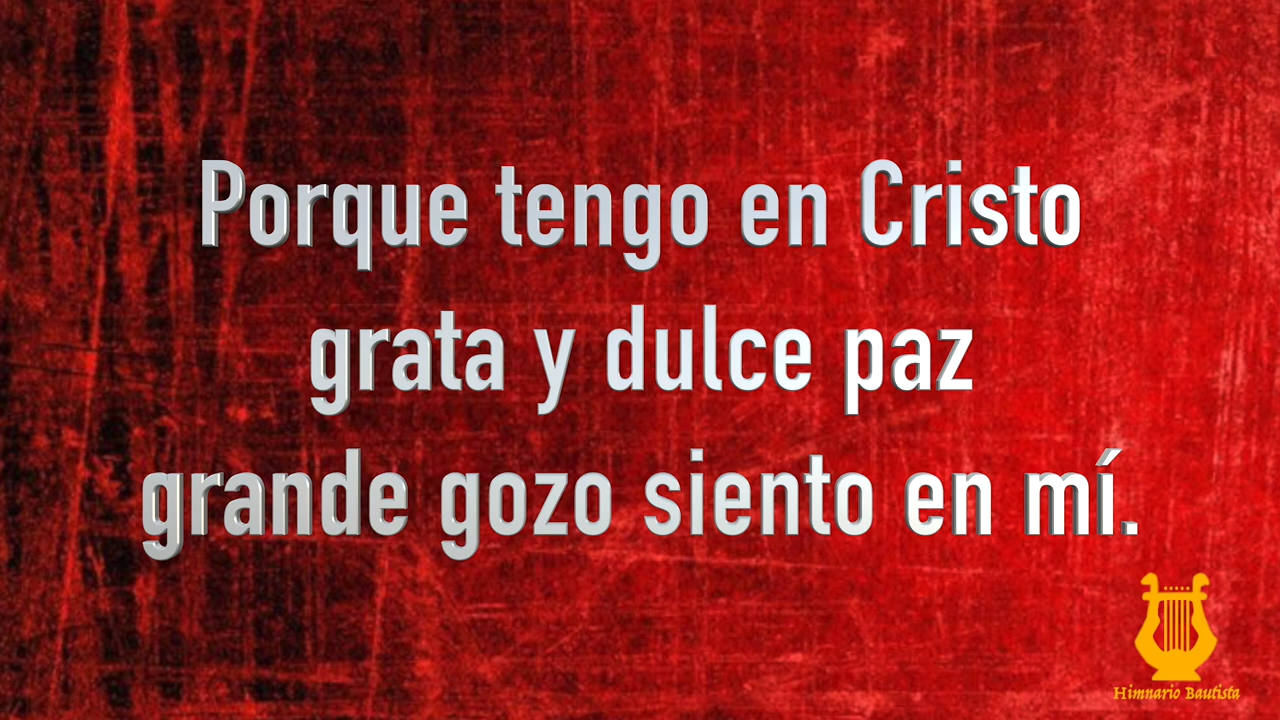 Porque tengo en Cristo
grata y dulce paz
grande gozo siento en mí.
Himnario Bautista